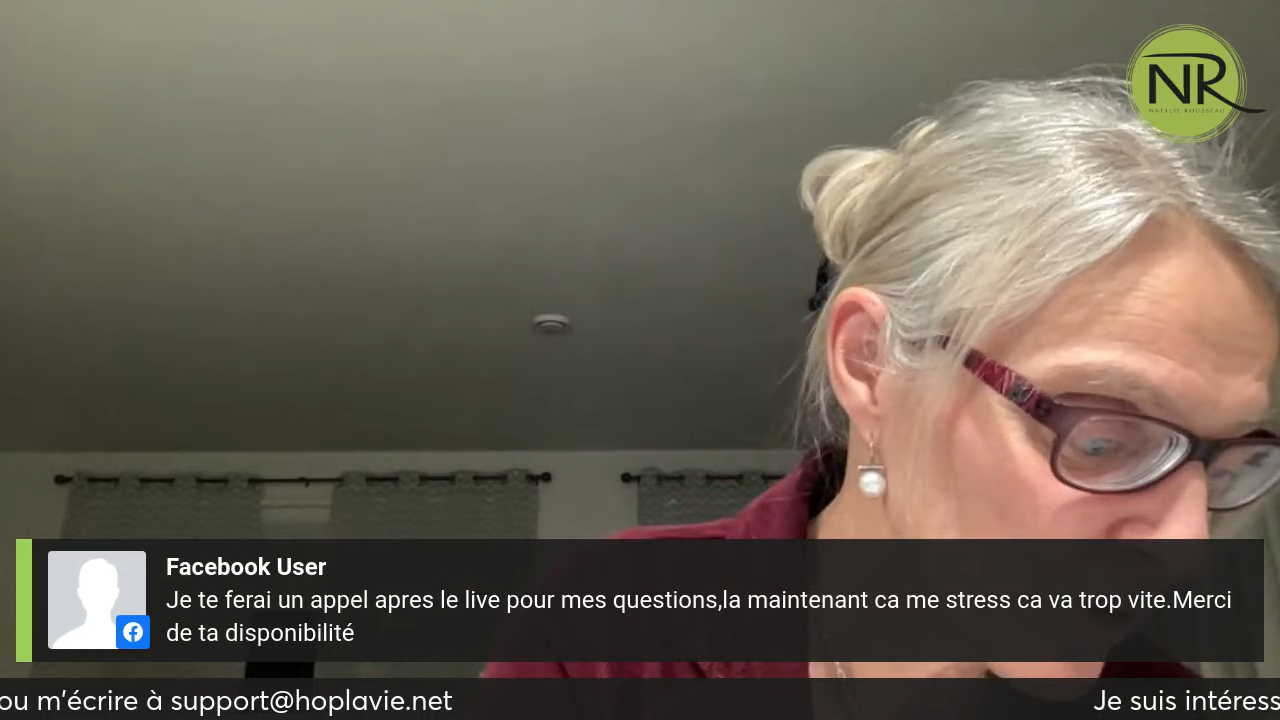 NR
NATALIE ROUSSEAU
Facebook User
Je te ferai un appel apres le live pour mes questions,la maintenant ca me stress ca va trop vite.Merci
de ta disponibilité
ou m'écrire à support@hoplavie.net
Je suis intéress